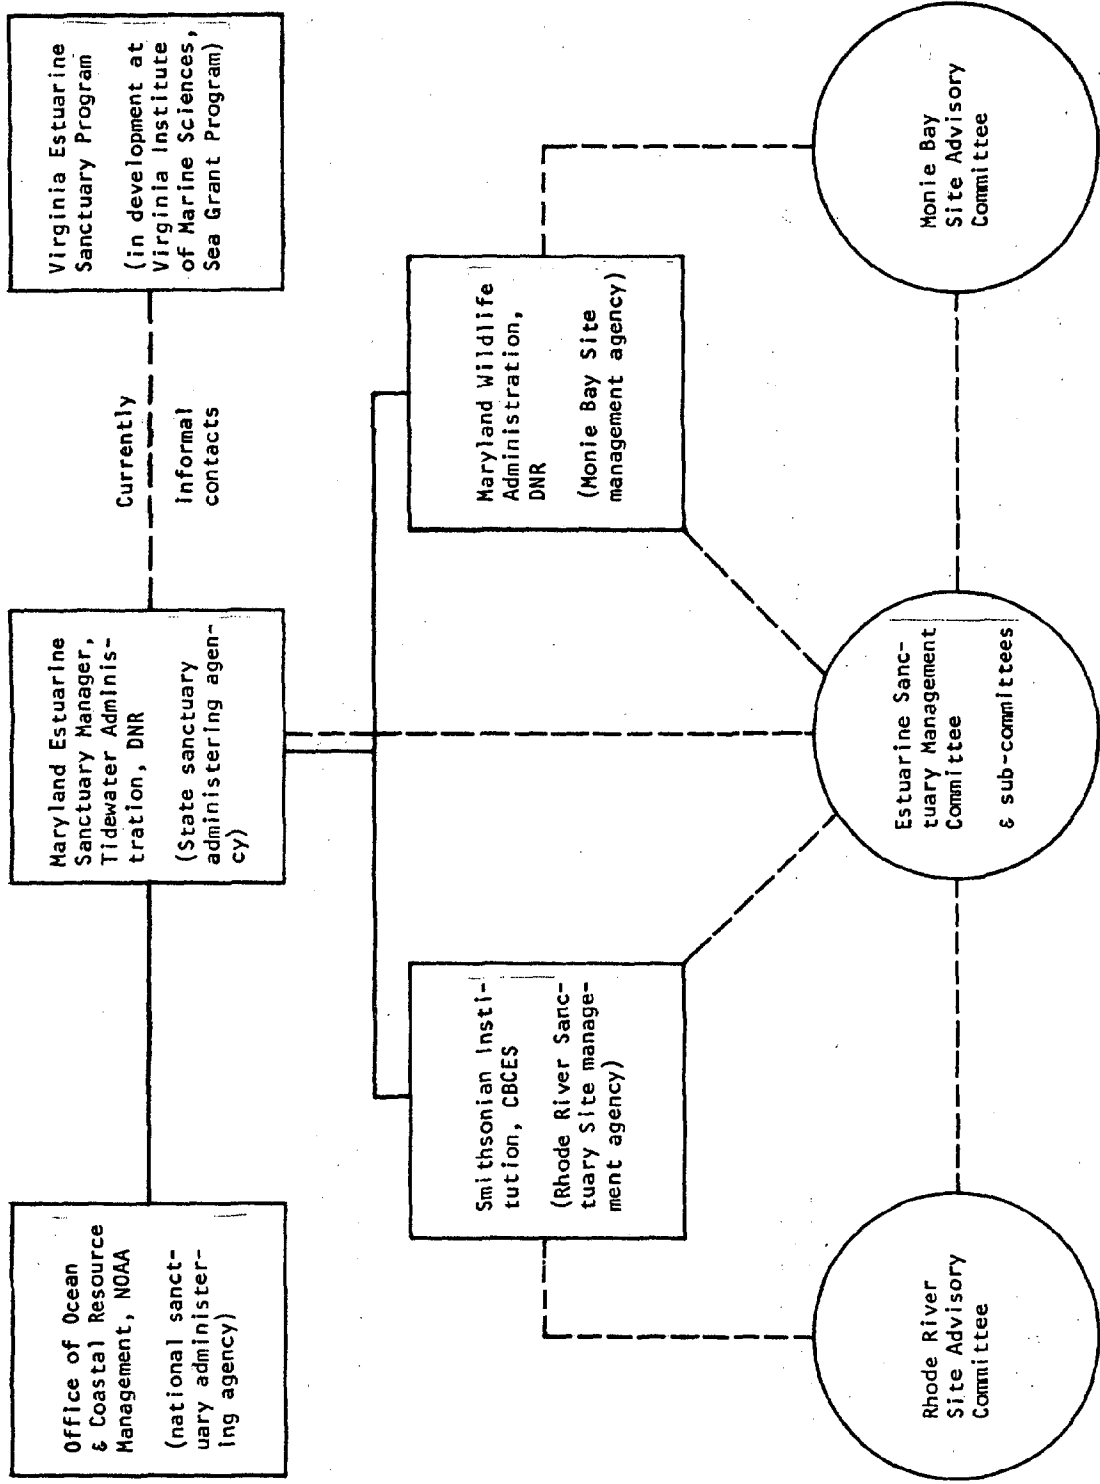 Office of Ocean
& Coastal Resource
Management, NOAA
(national sanct-
uary administer-
ing agency)
Maryland Estuarine
Sanctuary Manager,
Tidewater Adminis-
tration, DNR
(State sanctuary
administering agen-
cy)
Currently
informal
contacts
Virginia Estuarine
Sanctuary Program
(in development at
Virginia Institute
of Marine Sciences,
Sea Grant Program)
Smithsonian Insti-
tution, CBCES
(Rhode River Sanc-
tuary Site manage-
ment agency)
Maryland Wildlife
Administration,
DNR
(Monie Bay Site
management agency)
Rhode River
Site Advisory
Committee
Estuarine Sanc-
tuary Management
Committee
& sub-committees
Monie Bay
Site Advisory
Committee